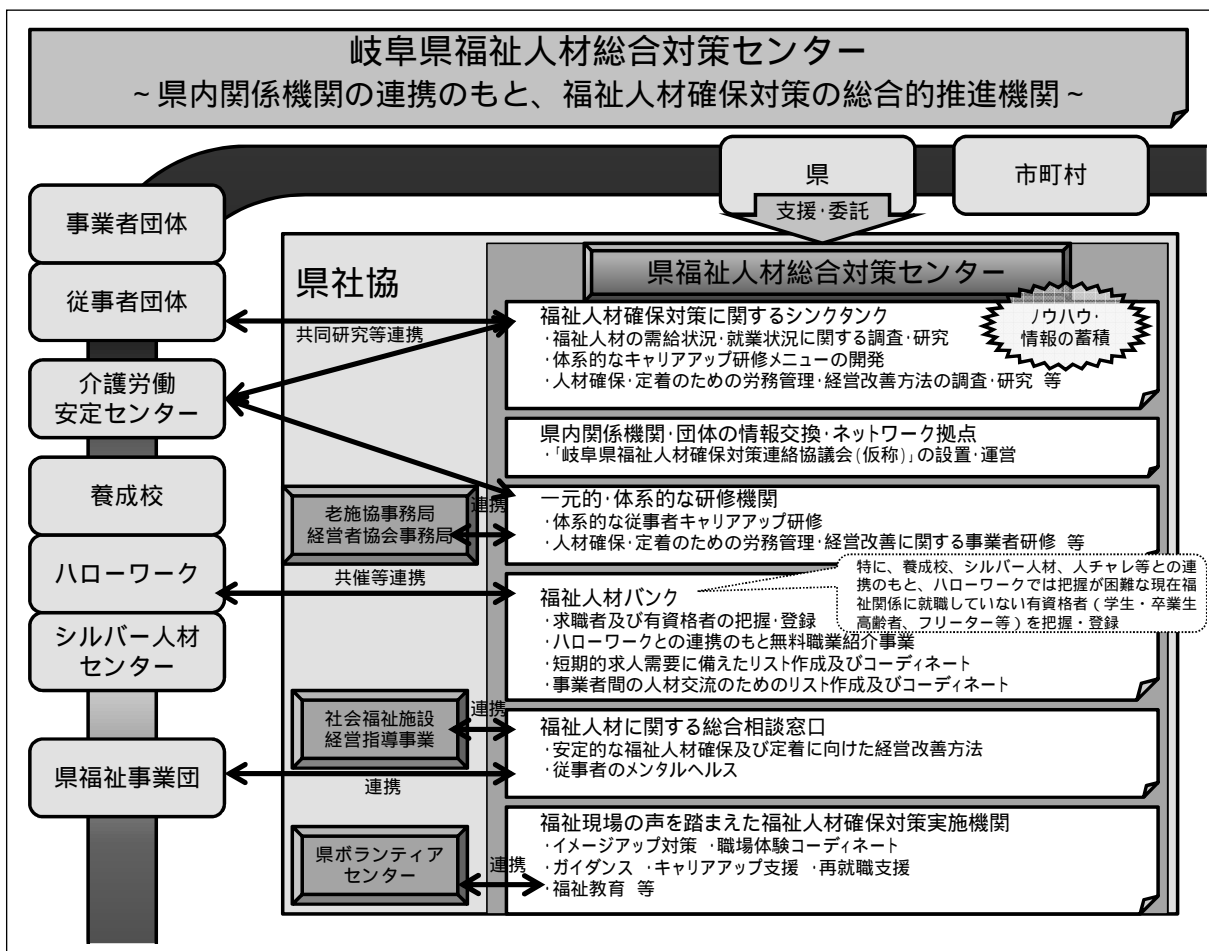 岐阜県福祉人材総合対策センター
~県内関係機関の連携のもと、福祉人材確保対策の総合的推進機関~
県
市町村
支援・委託
事業者団体
従事者団体
介護労働
安定センター
養成校
ハローワーク
シルバー人材
センター
県福祉事業団
県社協
県福祉人材総合対策センター
共同研究等連携
福祉人材確保対策に関するシンクタンク
・福祉人材の需給状況・就業状況に関する調査・研究
・体系的なキャリアアップ研修メニューの開発
・人材確保・定着のための労務管理・経営改善方法の調査・研究 等
ノウハウ・
情報の蓄積
県内関係機関・団体の情報交換・ネットワーク拠点
・「岐阜県福祉人材確保対策連絡協議会(仮称)」の設置・運営
老施協事務局
経営者協会事務局
連携
一元的・体系的な研修機関
・体系的な従事者キャリアアップ研修
・人材確保・定着のための労務管理・経営改善に関する事業者研修 等
共催等連携
特に、養成校、シルバー人材、人チャレ等との連
携のもと、ハローワークでは把握が困難な現在福
祉関係に就職していない有資格者(学生・卒業生
高齢者、フリーター等)を把握・登録
福祉人材バンク
・求職者及び有資格者の把握・登録
・ハローワークとの連携のもと無料職業紹介事業
・短期的求人需要に備えたリスト作成及びコーディネート
・事業者間の人材交流のためのリスト作成及びコーディネート
社会福祉施設
経営指導事業
連携
福祉人材に関する総合相談窓口
・安定的な福祉人材確保及び定着に向けた経営改善方法
・従事者のメンタルヘルス
連携
県ボランティア
センター
連携
福祉現場の声を踏まえた福祉人材確保対策実施機関
・イメージアップ対策 ・職場体験コーディネート
・ガイダンス ・キャリアアップ支援 ・再就職支援
・福祉教育 等